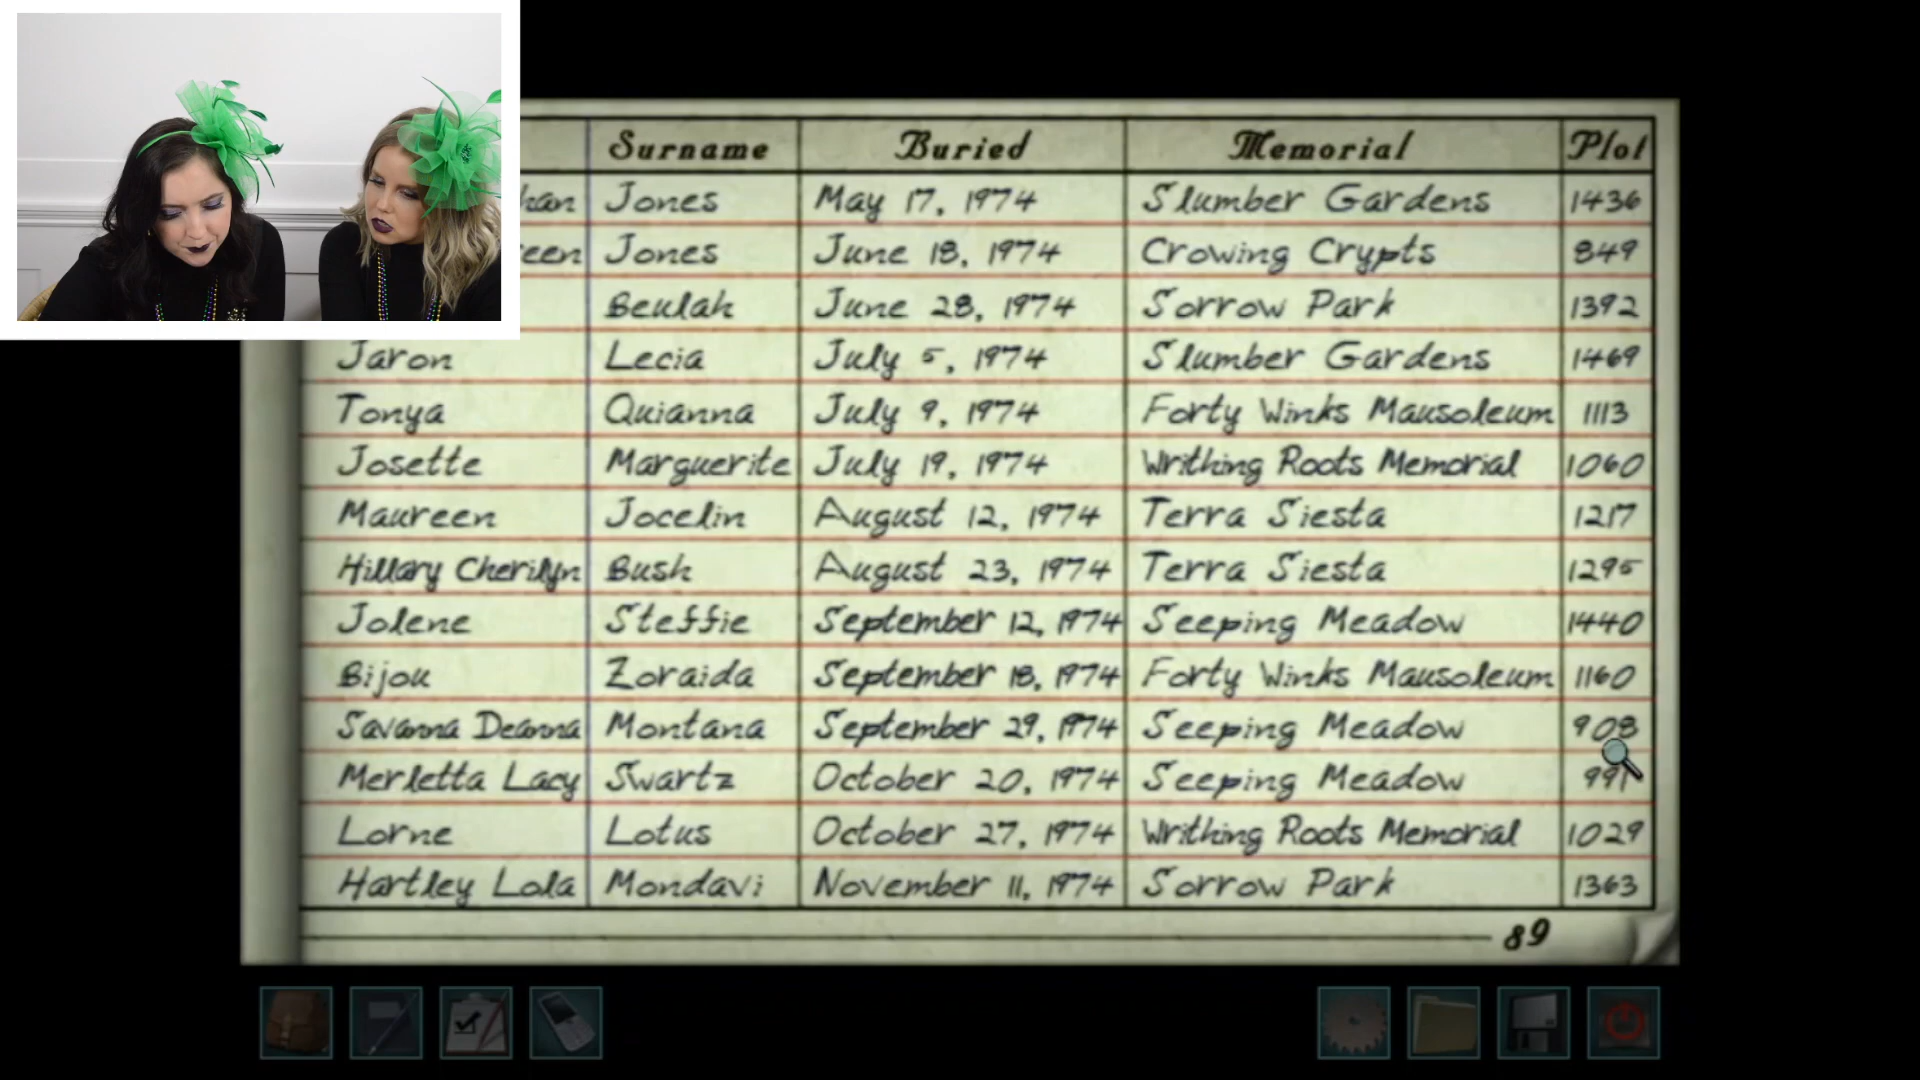 Surname Buried Memorial Plot
han Jones May 17, 1974 Slumber Gardens 1436
een Jones June 18, 1974 Crowing Crypts 849
Beulah June 28, 1974 Sorrow Park 1392
Jaron Lecia July 5, 1974 Slumber Gardens 1469
Tonya Quianna July 9, 1974 Forty Winks Mausoleum 1113
Josette Marguerite July 19, 1974 Writhing Roots Memorial 1060
Maureen Jocelin August 12, 1974 Terra Siesta 1217
Hillary Cherilyn Bush August 23, 1974 Terra Siesta 1295
Jolene Steffie September 12, 1974 Seeping Meadow 1440
Bijou Zoraida September 18, 1974 Forty Winks Mausoleum 1160
Savanna Deanna Montana September 29, 1974 Seeping Meadow 908
Merletta Lacy Swartz October 20, 1974 Seeping Meadow 991
Lorne Lotus October 27, 1974 Writhing Roots Memorial 1029
Hartley Lola Mondavi November 11, 1974 Sorrow Park 1363
89